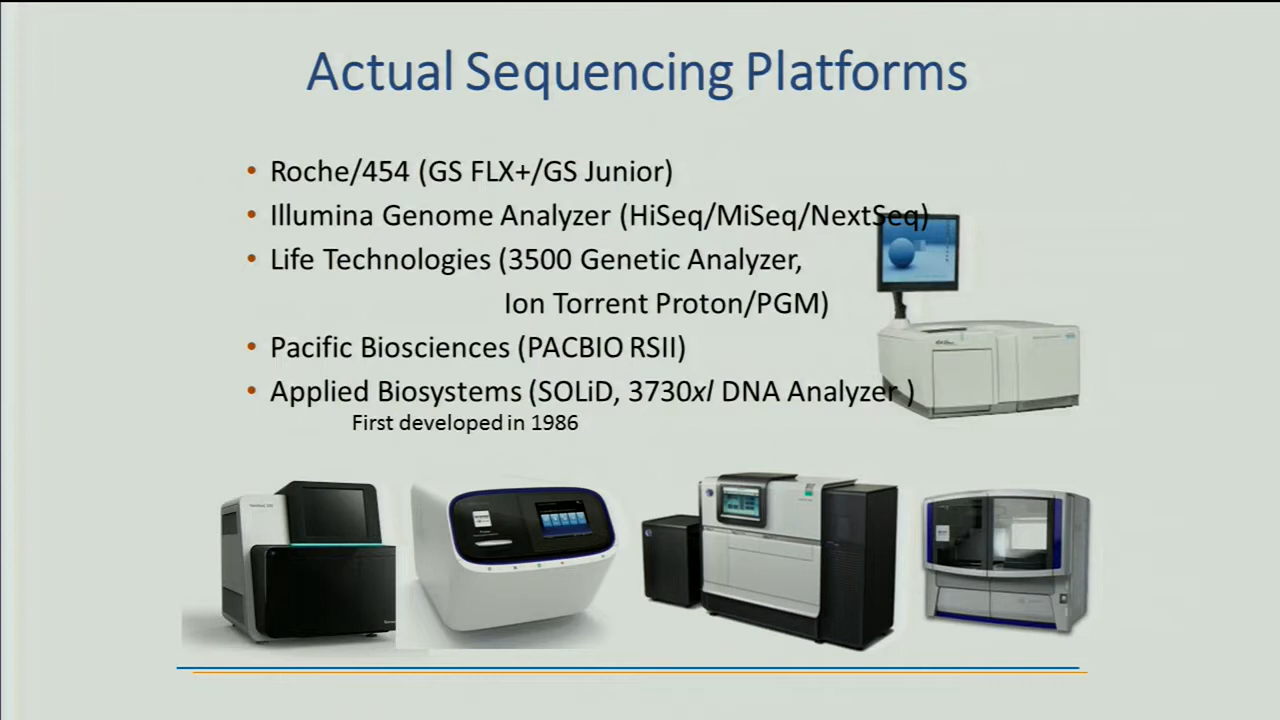 Actual Sequencing Platforms
• Roche/454 (GS FLX+/GS Junior)
• Illumina Genome Analyzer (HiSeq/MiSeq/NextSeq)
• Life Technologies (3500 Genetic Analyzer,
Ion Torrent Proton/PGM)
• Pacific Biosciences (PACBIO RSII)
• Applied Biosystems (SOLiD, 3730xl DNA Analyzer )
First developed in 1986